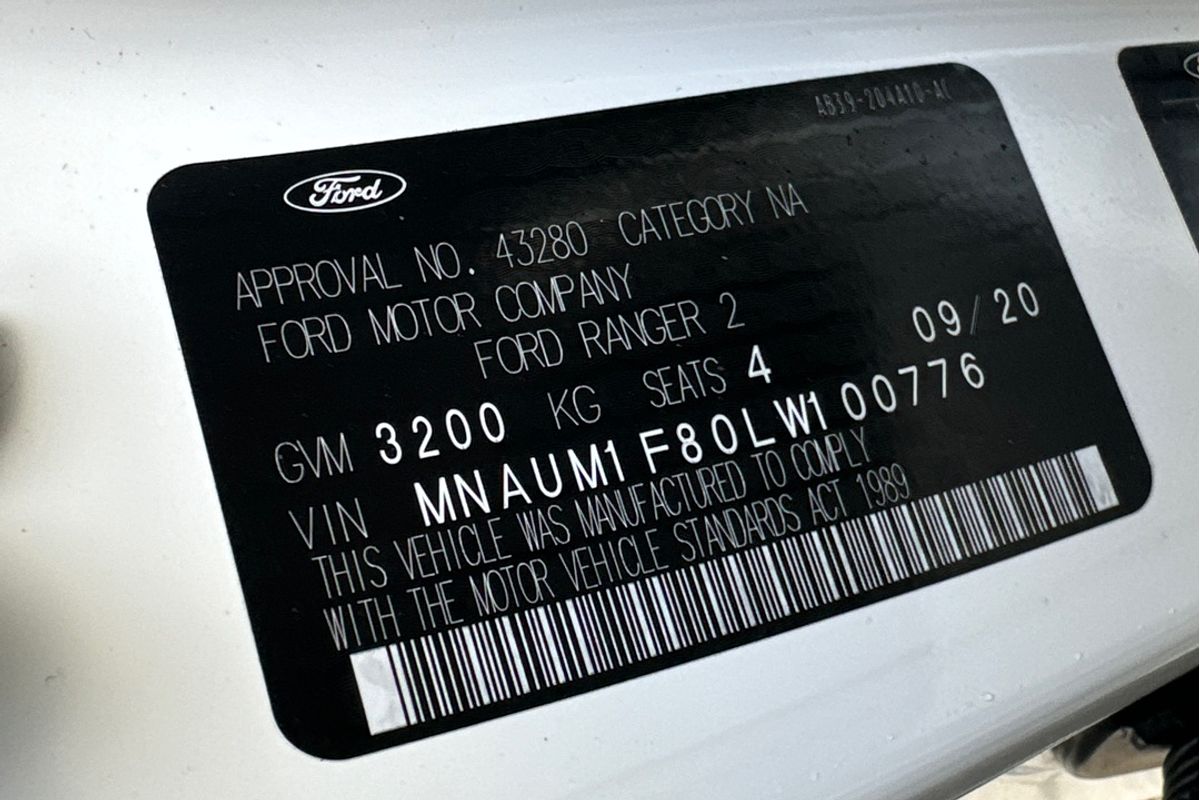 AB39-204A10-AC
Ford
APPROVAL NO. 43280 CATEGORY NA
FORD MOTOR COMPANY
FORD RANGER 2
09/20
GVM 3200 KG SEATS 4
VIN MNAUM1F80LW100776
THIS VEHICLE WAS MANUFACTURED TO COMPLY
WITH THE MOTOR VEHICLE STANDARDS ACT 1989